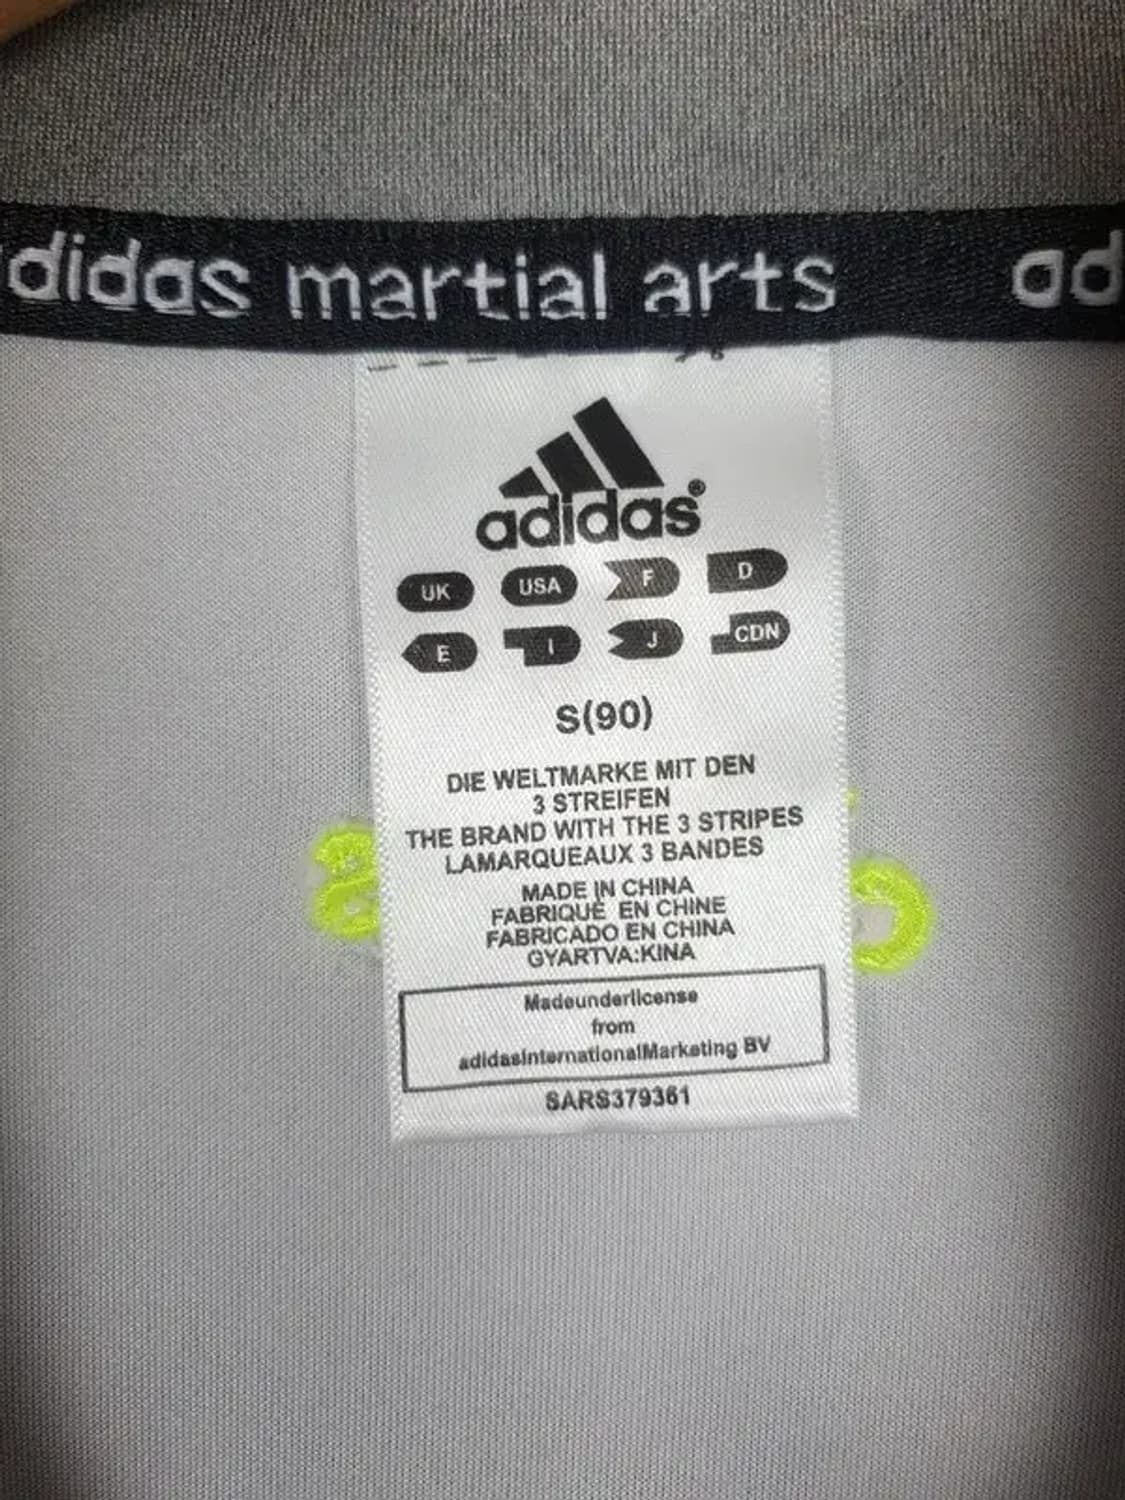 didas martial arts ad
adidas®
UK USA F D
E I J CDN
S(90)
DIE WELTMARKE MIT DEN
3 STREIFEN
THE BRAND WITH THE 3 STRIPES
LAMARQUEAUX 3 BANDES
MADE IN CHINA
FABRIQUÉ EN CHINE
FABRICADO EN CHINA
GYARTVA:KINA
Madeunderlicense
from
adidasInternationalMarketing BV
SARS379361